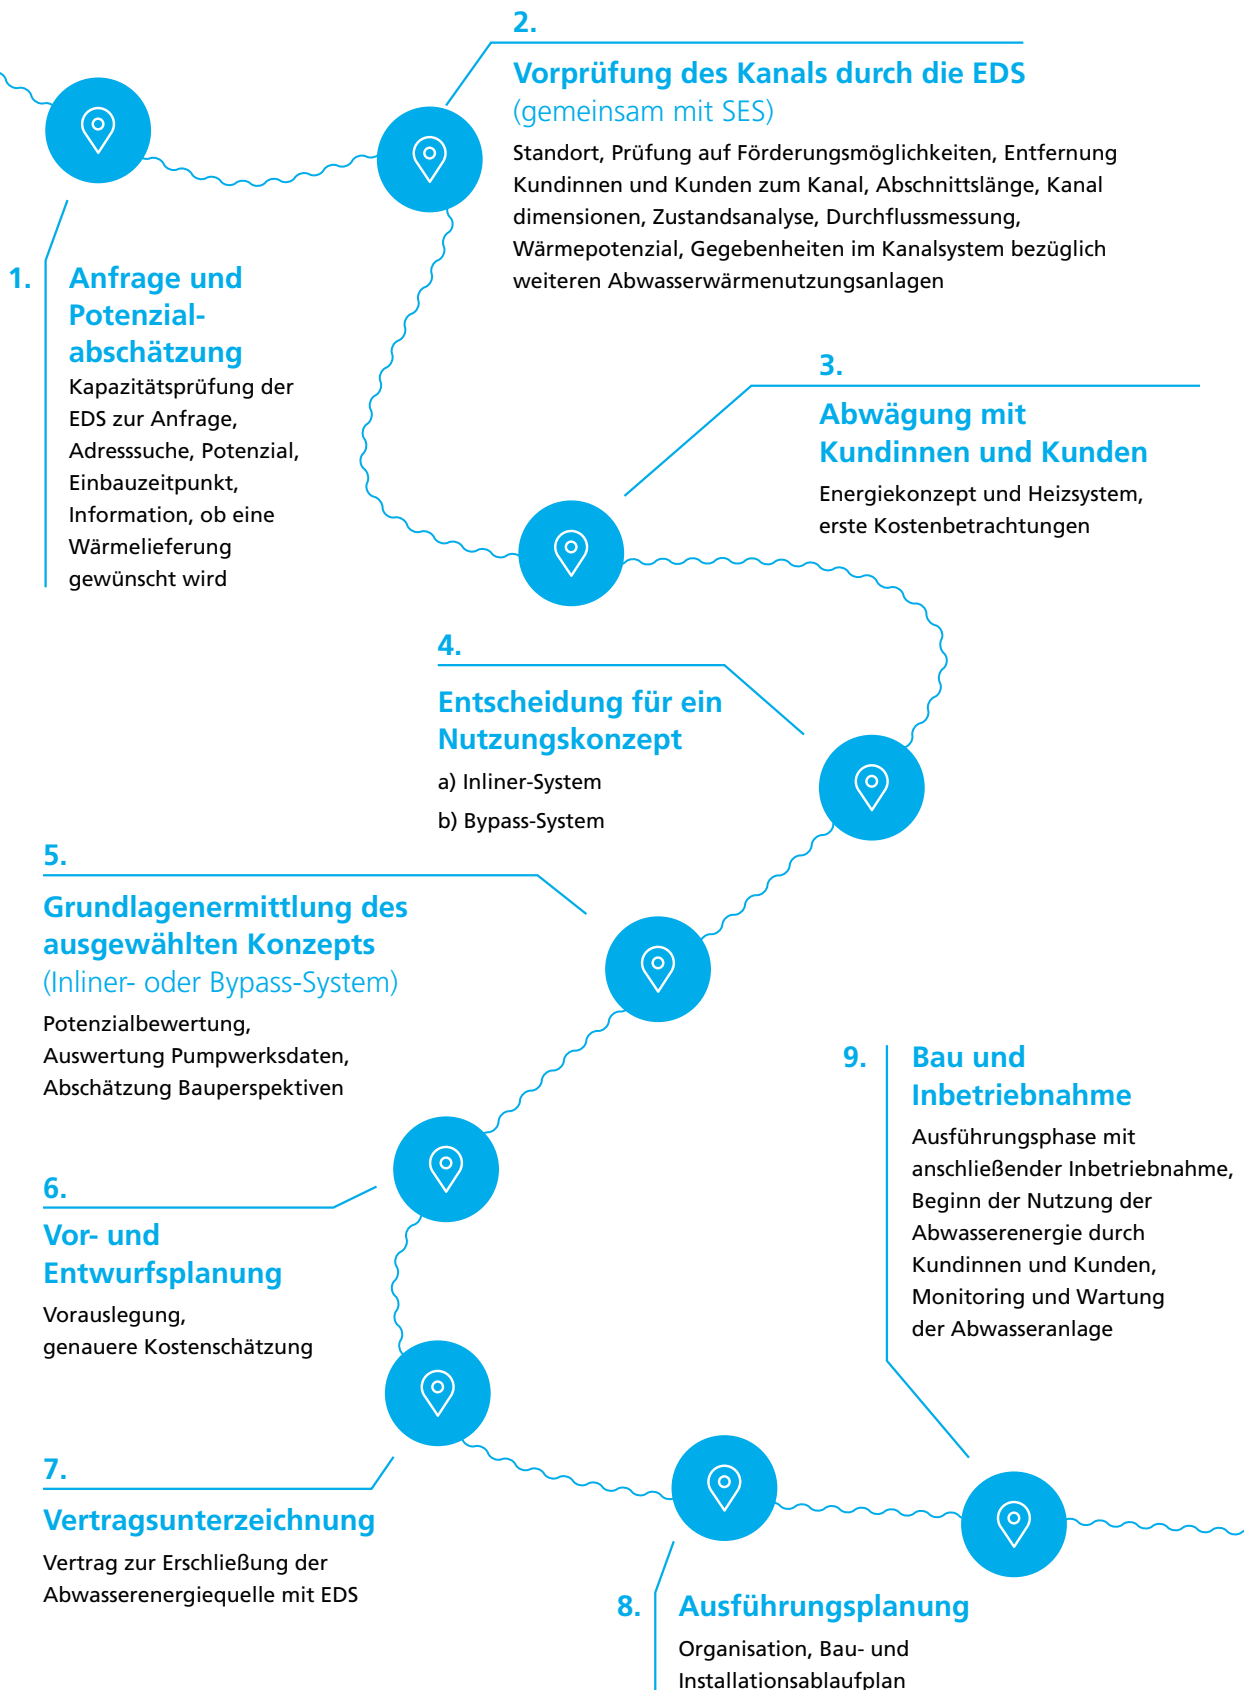 1.
Anfrage und
Potenzial-
abschätzung
Kapazitätsprüfung der
EDS zur Anfrage,
Adresssuche, Potenzial,
Einbauzeitpunkt,
Information, ob eine
Wärmelieferung
gewünscht wird
2.
Vorprüfung des Kanals durch die EDS
(gemeinsam mit SES)
Standort, Prüfung auf Förderungsmöglichkeiten, Entfernung
Kundinnen und Kunden zum Kanal, Abschnittslänge, Kanal
dimensionen, Zustandsanalyse, Durchflussmessung,
Wärmepotenzial, Gegebenheiten im Kanalsystem bezüglich
weiteren Abwasserwärmenutzungsanlagen
3.
Abwägung mit
Kundinnen und Kunden
Energiekonzept und Heizsystem,
erste Kostenbetrachtungen
4.
Entscheidung für ein
Nutzungskonzept
a) Inliner-System
b) Bypass-System
5.
Grundlagenermittlung des
ausgewählten Konzepts
(Inliner- oder Bypass-System)
Potenzialbewertung,
Auswertung Pumpwerksdaten,
Abschätzung Bauperspektiven
6.
Vor- und
Entwurfsplanung
Vorauslegung,
genauere Kostenschätzung
7.
Vertragsunterzeichnung
Vertrag zur Erschließung der
Abwasserenergiequelle mit EDS
8.
Ausführungsplanung
Organisation, Bau- und
Installationsablaufplan
9.
Bau und
Inbetriebnahme
Ausführungsphase mit
anschließender Inbetriebnahme,
Beginn der Nutzung der
Abwasserenergie durch
Kundinnen und Kunden,
Monitoring und Wartung
der Abwasseranlage